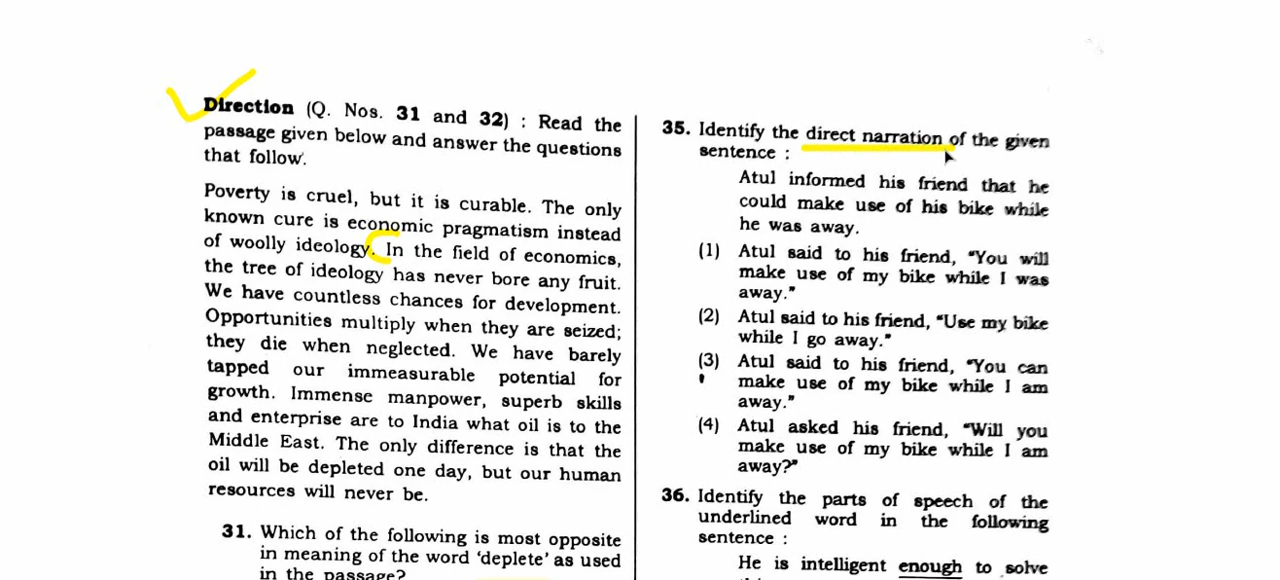 Direction (Q. Nos. 31 and 32) : Read the
passage given below and answer the questions
that follow.
Poverty is cruel, but it is curable. The only
known cure is economic pragmatism instead
of woolly ideology. In the field of economics,
the tree of ideology has never bore any fruit.
We have countless chances for development.
Opportunities multiply when they are seized;
they die when neglected. We have barely
tapped our immeasurable potential for
growth. Immense manpower, superb skills
and enterprise are to India what oil is to the
Middle East. The only difference is that the
oil will be depleted one day, but our human
resources will never be.
31. Which of the following is most opposite
in meaning of the word 'deplete' as used
in the passage?
35. Identify the direct narration of the given
sentence :
Atul informed his friend that he
could make use of his bike while
he was away.
(1) Atul said to his friend, "You will
make use of my bike while I was
away."
(2) Atul said to his friend, "Use my bike
while I go away."
(3) Atul said to his friend, "You can
make use of my bike while I am
away."
(4) Atul asked his friend, "Will you
make use of my bike while I am
away?"
36. Identify the parts of speech of the
underlined word in the following
sentence :
He is intelligent enough to solve